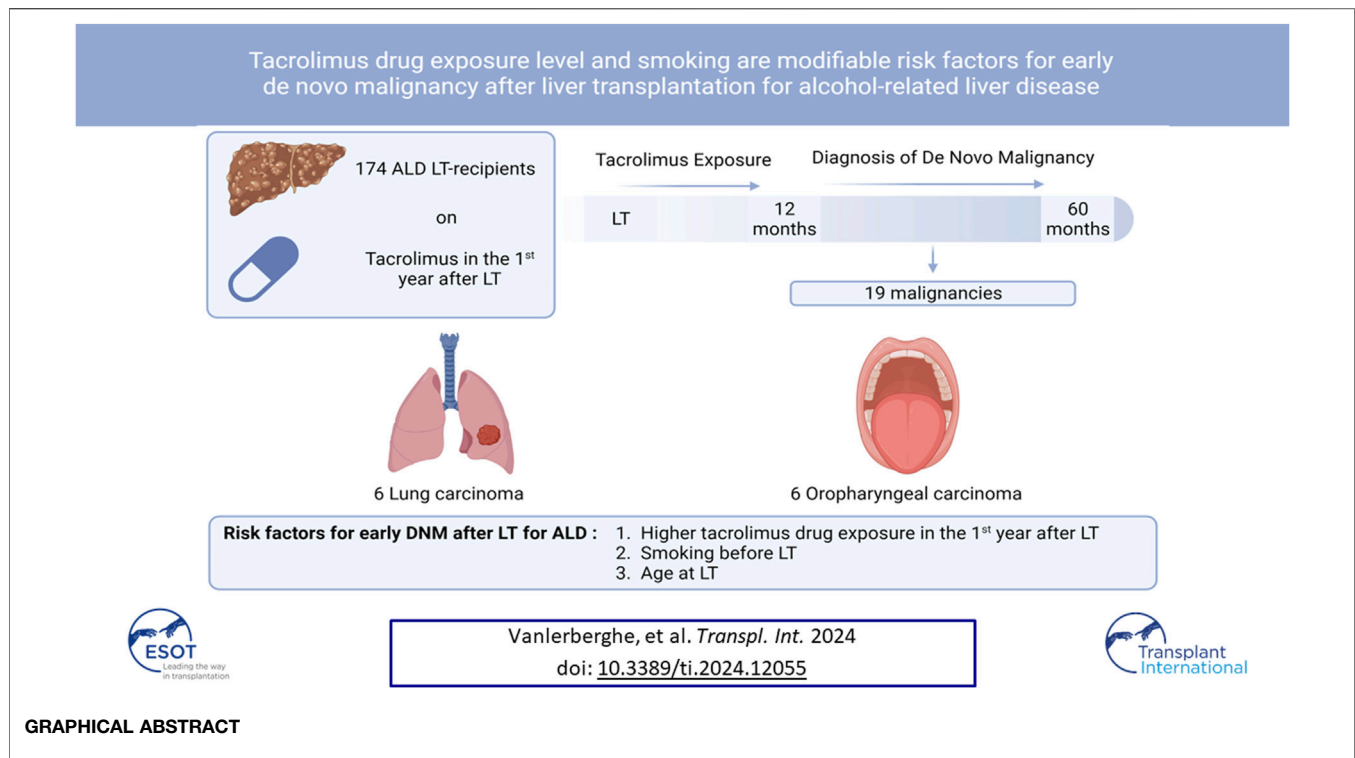 Tacrolimus drug exposure level and smoking are modifiable risk factors for early
de novo malignancy after liver transplantation for alcohol-related liver disease
174 ALD LT-recipients
on
Tacrolimus in the 1st
year after LT
Tacrolimus Exposure
Diagnosis of De Novo Malignancy
LT
12
months
60
months
19 malignancies
6 Lung carcinoma
6 Oropharyngeal carcinoma
Risk factors for early DNM after LT for ALD :
1. Higher tacrolimus drug exposure in the 1st year after LT
2. Smoking before LT
3. Age at LT
ESOT
Leading the way
in transplantation
Vanlerberghe, et al. Transpl. Int. 2024
doi: 10.3389/ti.2024.12055
Transplant
International
GRAPHICAL ABSTRACT